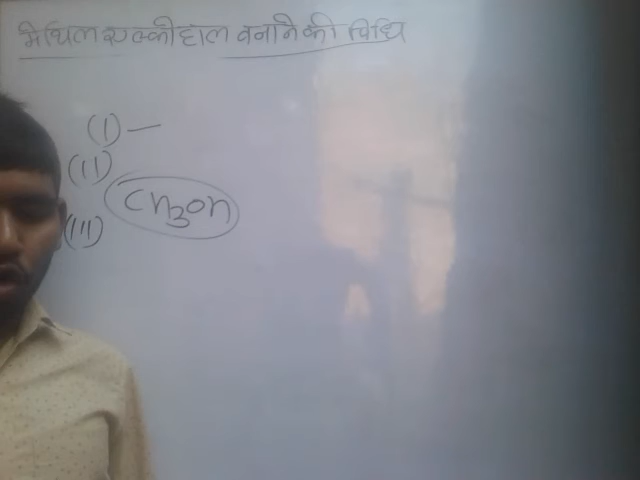 मेथिल एल्कोहाल बनाने की विधि
(I) —
(II)
CH3OH
(III)